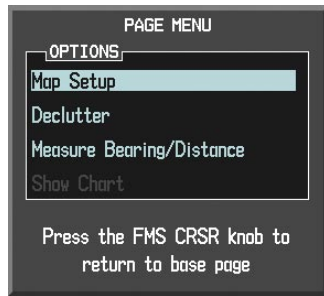 PAGE MENU
OPTIONS
Map Setup
Declutter
Measure Bearing/Distance
Show Chart
Press the FMS CRSR knob to
return to base page